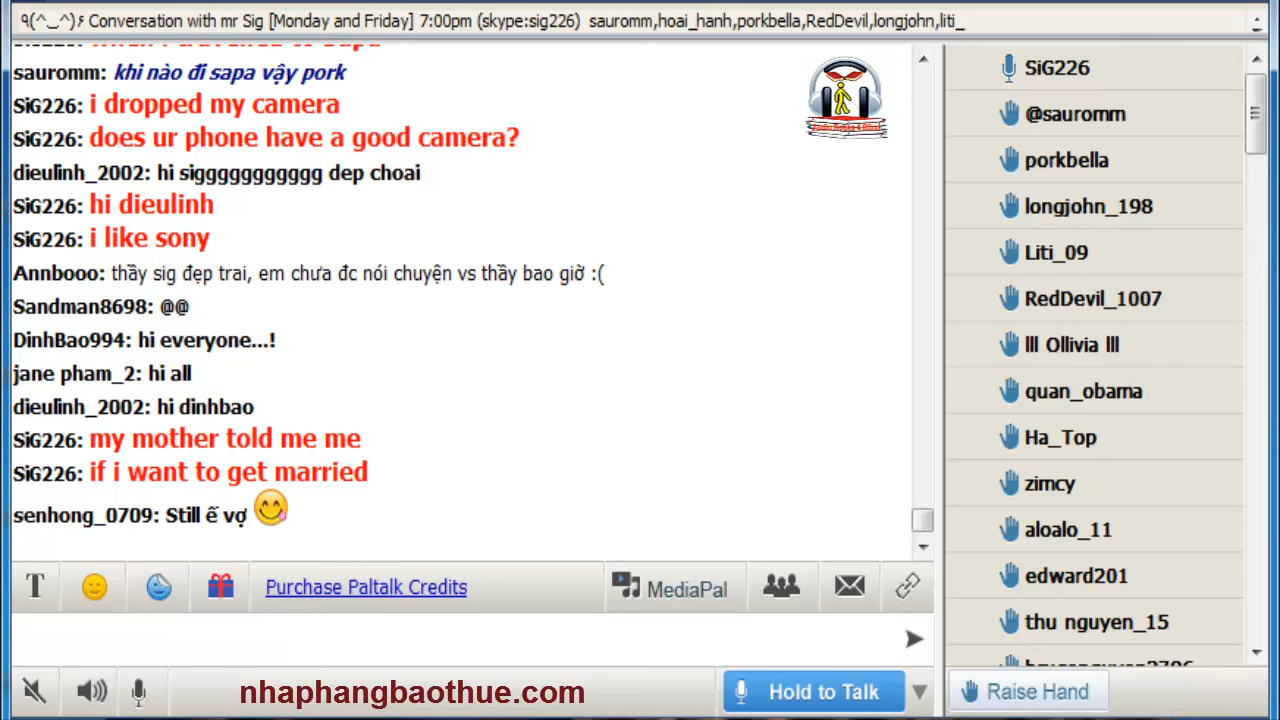 ٩(^‿^)۶ Conversation with mr Sig [Monday and Friday] 7:00pm (skype:sig226) sauromm,hoai_hanh,porkbella,RedDevil,longjohn,liti_
sauromm: khi nào đi sapa vậy pork
SiG226: i dropped my camera
SiG226: does ur phone have a good camera?
dieulinh_2002: hi siggggggggggg dep choai
SiG226: hi dieulinh
SiG226: i like sony
Annbooo: thầy sig đẹp trai, em chưa đc nói chuyện vs thầy bao giờ :(
Sandman8698: @@
DinhBao994: hi everyone...!
jane pham_2: hi all
dieulinh_2002: hi dinhbao
SiG226: my mother told me me
SiG226: if i want to get married
senhong_0709: Still ế vợ
T
Purchase Paltalk Credits
MediaPal
nhaphangbaothue.com
Hold to Talk
SiG226
@sauromm
porkbella
longjohn_198
Liti_09
RedDevil_1007
lll Ollivia lll
quan_obama
Ha_Top
zimcy
aloalo_11
edward201
thu nguyen_15
Raise Hand